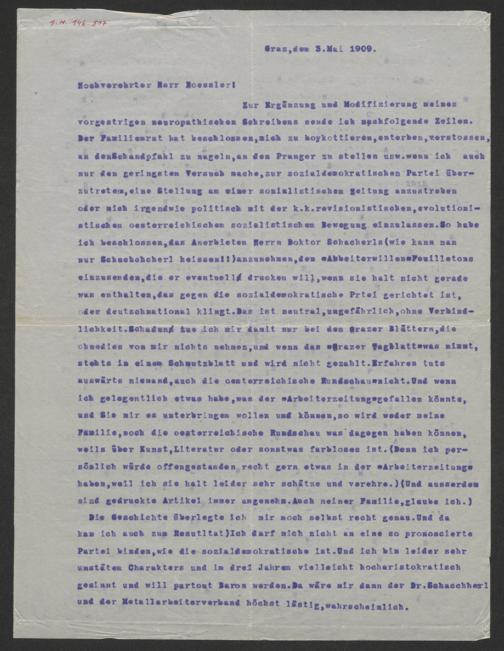 I.N. 146.547
Graz,den 3.Mai 1909.
Hochverehrter Herr Roessler!
Zur Ergänzung und Modifizierung meines
vorgestrigen neuropathischen Schreibens sende ich nachfolgende Zeilen.
Der Familienrat hat beschlossen,mich zu boykottieren,enterben,verstossen,
an denSchandpfahl zu nageln,an den Pranger zu stellen usw.wenn ich auch
nur den geringsten Versuch mache,zur sozialdemokratischen Partei über-
zutreten,eine Stellung an einer sozialistischen Zeitung anzustreben
oder mich irgendwie politisch mit der k.k.revisionistischen,evolutioni-
stischen oesterreichischen sozialistischen Bewegung einzulassen.So habe
ich beschlossen,das Anerbieten Herrn Doktor Schacherls(wie kann man
nur Schachchcherl heissen!!)anzunehmen,dem »Arbeiterwillen«Feuilletons
einzusenden,die er eventuell drucken will,wenn sie halt nicht gerade
was enthalten,das gegen die sozialdemokratische Prtei gerichtet ist,
oder deutschnational klingt.Das ist neutral,ungefährlich,ohne Verbind-
lichkeit.Schaden tue ich mir damit nur bei den Grazer Blättern,die
ohnedies von mir nichts nehmen,und wenn das »Grazer Tagblatt«was nimmt,
stehts in einem Schmutzblatt und wird nicht gezahlt.Erfahren tuts
auswärts niemand,auch die oesterreichische Rundschau nicht.Und wenn
ich gelegentlich etwas habe,was der »Arbeiterzeitung«gefallen könnte,
und Sie mir es unterbringen wollen und können,so wird weder meine
Familie,noch die oesterreichische Rundschau was dagegen haben können,
weils über Kunst,Literatur oder sonstwas farbloses ist.(Denn ich per-
sönlich würde offengestanden recht gern etwas in der »Arbeiterzeitung«
haben,weil ich sie halt leider sehr schätze und verehre.)(Und ausserdem
sind gedruckte Artikel immer angenehm.Auch meiner Familie,glaube ich.)
Die Geschichte überlegte ich mir noch selbst recht genau.Und da
kam ich auch zum Resultat)Ich darf mich nicht an eine so prononcierte
Partei binden,wie die sozialdemokratische ist.Und ich bin leider sehr
unstäten Charakters und in drei Jahren vielleicht hocharistokratisch
gesinnt und will partout Baron werden.Da wäre mir dann der Dr.Schacchherl
und der Metallarbeiterverband höchst lästig,wahrscheinlich.